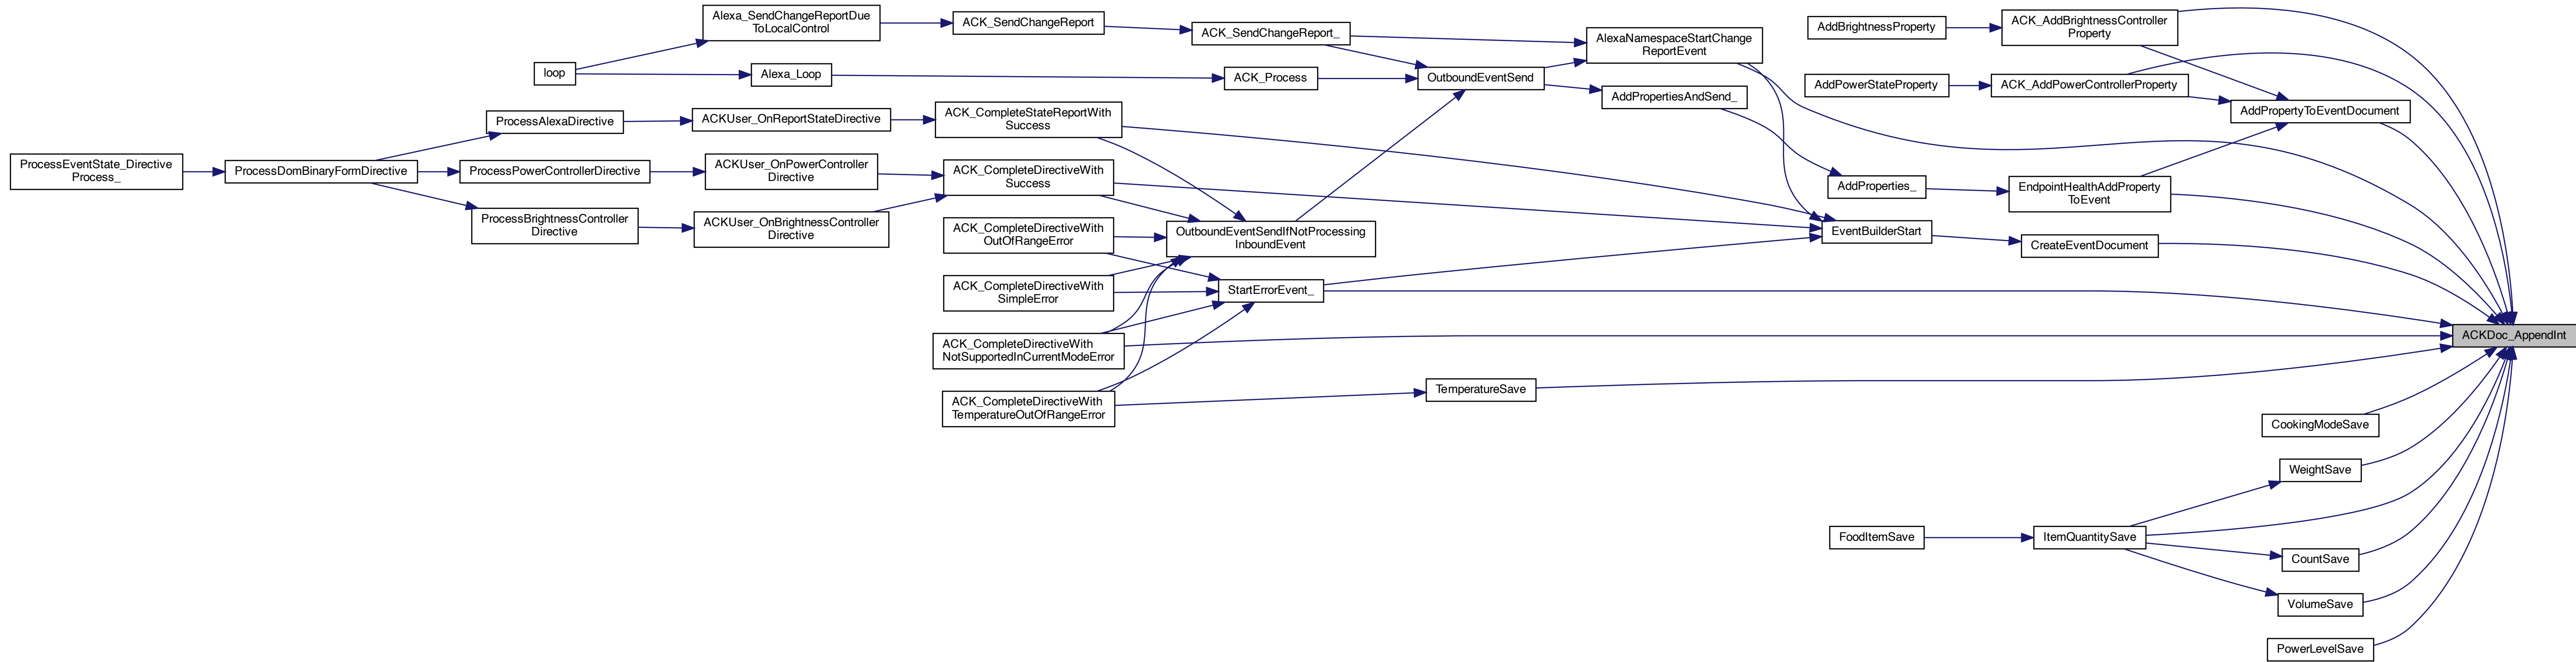 Alexa_SendChangeReportDue
ToLocalControl
ACK_SendChangeReport
ACK_SendChangeReport_
AlexaNamespaceStartChange
ReportEvent
AddBrightnessProperty
ACK_AddBrightnessController
Property
loop
Alexa_Loop
ACK_Process
OutboundEventSend
AddPropertiesAndSend_
AddPowerStateProperty
ACK_AddPowerControllerProperty
AddPropertyToEventDocument
ProcessAlexaDirective
ACKUser_OnReportStateDirective
ACK_CompleteStateReportWith
Success
ProcessEventState_Directive
Process_
ProcessDomBinaryFormDirective
ProcessPowerControllerDirective
ACKUser_OnPowerController
Directive
ACK_CompleteDirectiveWith
Success
AddProperties_
EndpointHealthAddProperty
ToEvent
ProcessBrightnessController
Directive
ACKUser_OnBrightnessController
Directive
ACK_CompleteDirectiveWith
OutOfRangeError
OutboundEventSendIfNotProcessing
InboundEvent
EventBuilderStart
CreateEventDocument
ACK_CompleteDirectiveWith
SimpleError
StartErrorEvent_
ACKDoc_AppendInt
ACK_CompleteDirectiveWith
NotSupportedInCurrentModeError
ACK_CompleteDirectiveWith
TemperatureOutOfRangeError
TemperatureSave
CookingModeSave
WeightSave
FoodItemSave
ItemQuantitySave
CountSave
VolumeSave
PowerLevelSave